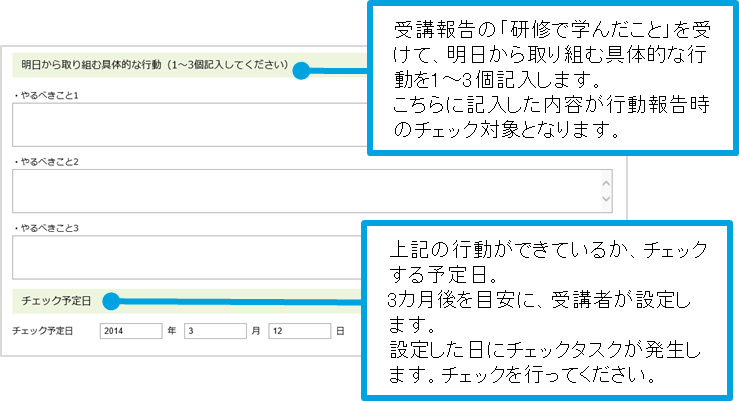 受講報告の「研修で学んだこと」を受
けて、明日から取り組む具体的な行
動を1～3個記入します。
こちらに記入した内容が行動報告時
のチェック対象となります。
明日から取り組む具体的な行動（1～3個記入してください）
・やるべきこと1
・やるべきこと2
・やるべきこと3
上記の行動ができているか、チェック
する予定日。
3カ月後を目安に、受講者が設定し
ます。
設定した日にチェックタスクが発生し
ます。チェックを行ってください。
チェック予定日
チェック予定日 2014 年 3 月 12 日